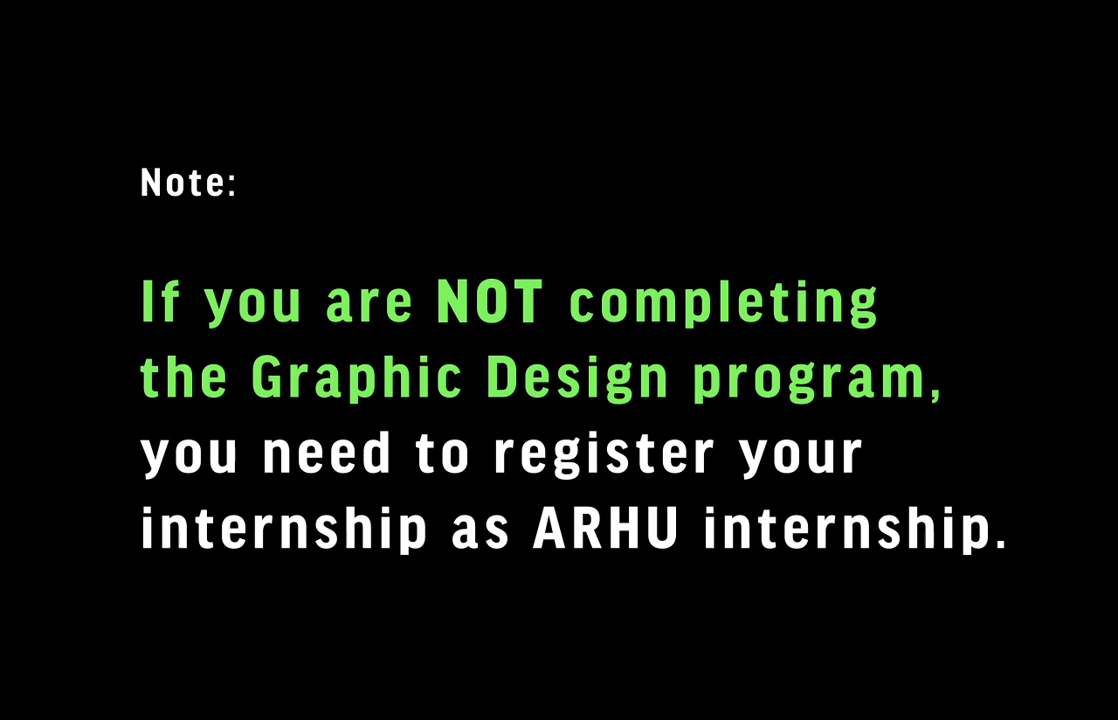 Note:
If you are NOT completing
the Graphic Design program,
you need to register your
internship as ARHU internship.